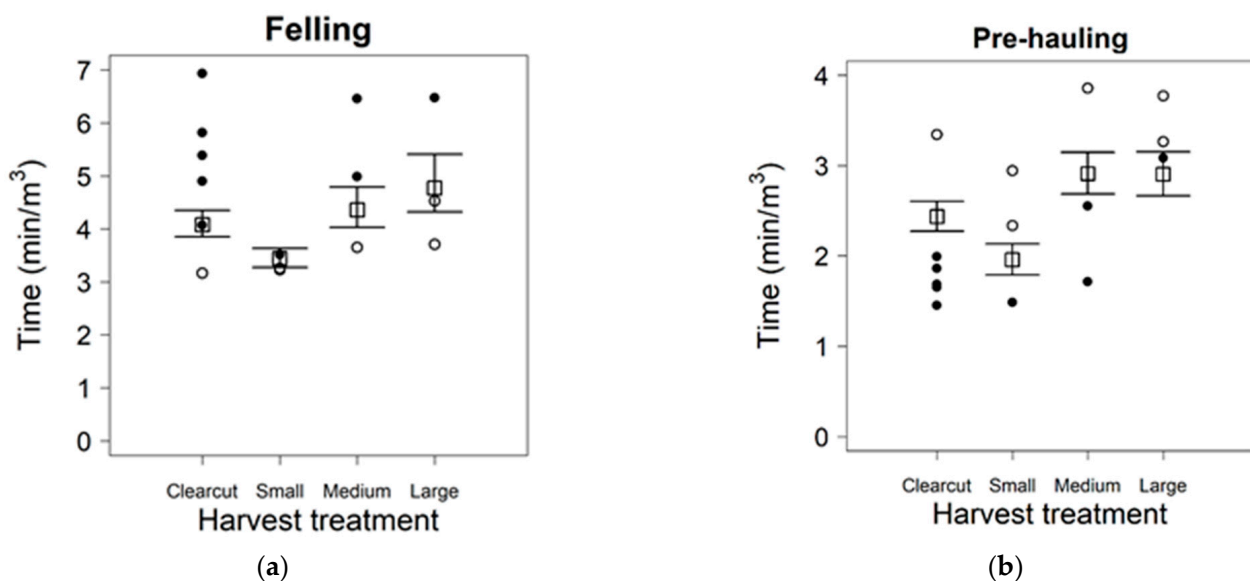 Felling
Time (min/m³)
7
6
5
4
3
2
1
0
Clearcut Small Medium Large
Harvest treatment
(a)
Pre-hauling
Time (min/m³)
4
3
2
1
0
Clearcut Small Medium Large
Harvest treatment
(b)